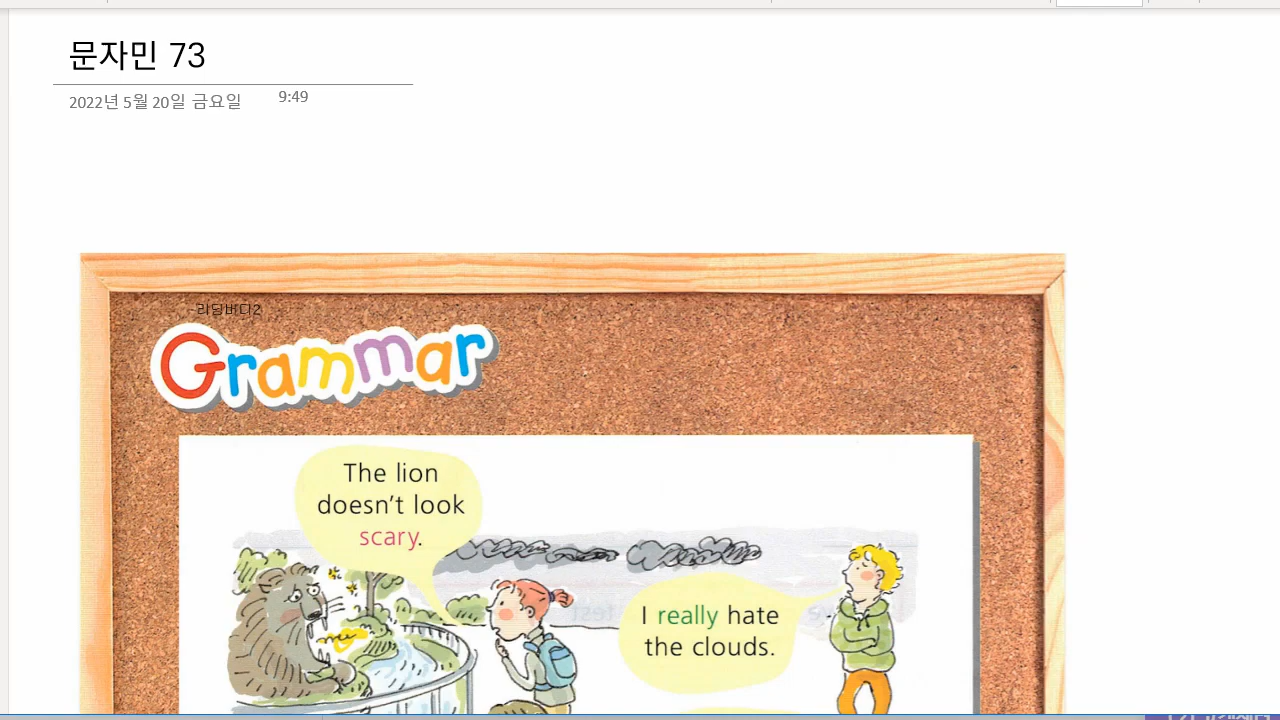 문자민 73
2022년 5월 20일 금요일 9:49
리딩버디2
Grammar
The lion
doesn't look
scary.
I really hate
the clouds.